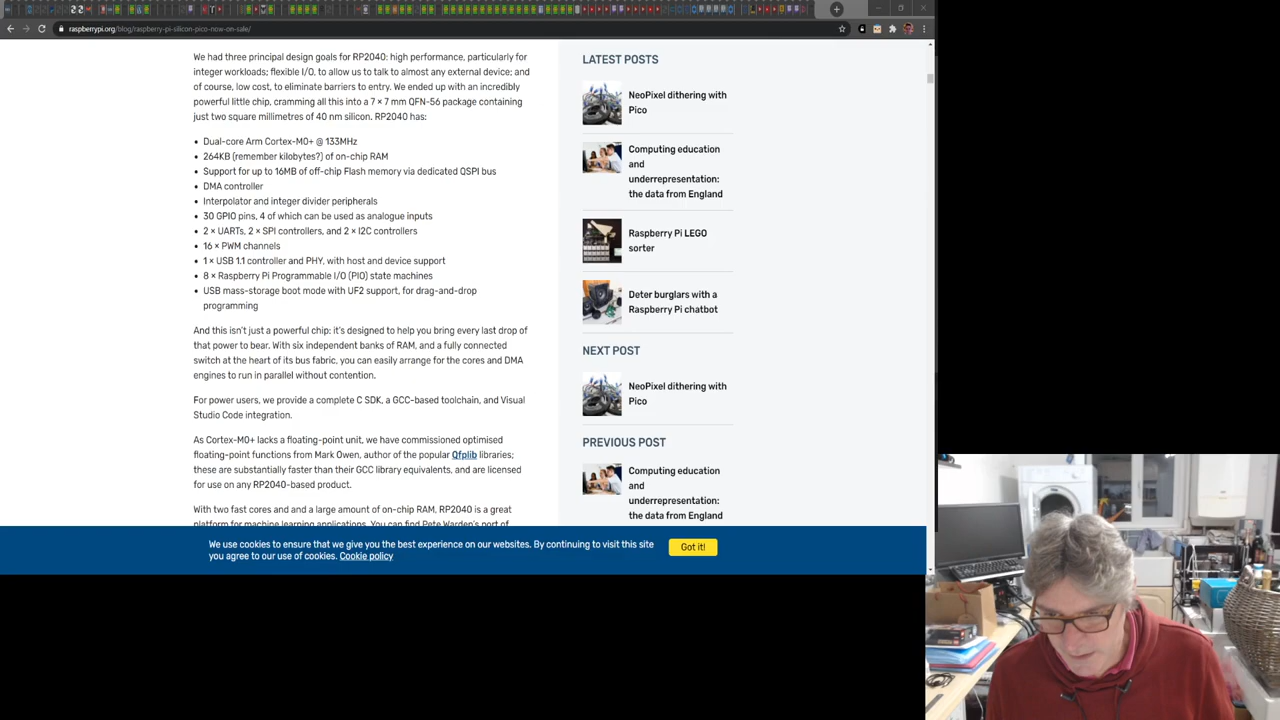 raspberrypi.org/blog/raspberry-pi-silicon-pico-now-on-sale/
We had three principal design goals for RP2040: high performance, particularly for
integer workloads; flexible I/O, to allow us to talk to almost any external device; and
of course, low cost, to eliminate barriers to entry. We ended up with an incredibly
powerful little chip, cramming all this into a 7 × 7 mm QFN-56 package containing
just two square millimetres of 40 nm silicon. RP2040 has:
• Dual-core Arm Cortex-M0+ @ 133MHz
• 264KB (remember kilobytes?) of on-chip RAM
• Support for up to 16MB of off-chip Flash memory via dedicated QSPI bus
• DMA controller
• Interpolator and integer divider peripherals
• 30 GPIO pins, 4 of which can be used as analogue inputs
• 2 × UARTs, 2 × SPI controllers, and 2 × I2C controllers
• 16 × PWM channels
• 1 × USB 1.1 controller and PHY, with host and device support
• 8 × Raspberry Pi Programmable I/O (PIO) state machines
• USB mass-storage boot mode with UF2 support, for drag-and-drop
programming
And this isn't just a powerful chip: it's designed to help you bring every last drop of
that power to bear. With six independent banks of RAM, and a fully connected
switch at the heart of its bus fabric, you can easily arrange for the cores and DMA
engines to run in parallel without contention.
For power users, we provide a complete C SDK, a GCC-based toolchain, and Visual
Studio Code integration.
As Cortex-M0+ lacks a floating-point unit, we have commissioned optimised
floating-point functions from Mark Owen, author of the popular Qfplib libraries;
these are substantially faster than their GCC library equivalents, and are licensed
for use on any RP2040-based product.
With two fast cores and and a large amount of on-chip RAM, RP2040 is a great
platform for machine learning applications. You can find Pete Warden's port of
LATEST POSTS
NeoPixel dithering with
Pico
Computing education
and
underrepresentation:
the data from England
Raspberry Pi LEGO
sorter
Deter burglars with a
Raspberry Pi chatbot
NEXT POST
NeoPixel dithering with
Pico
PREVIOUS POST
Computing education
and
underrepresentation:
the data from England
We use cookies to ensure that we give you the best experience on our websites. By continuing to visit this site
you agree to our use of cookies. Cookie policy
Got it!